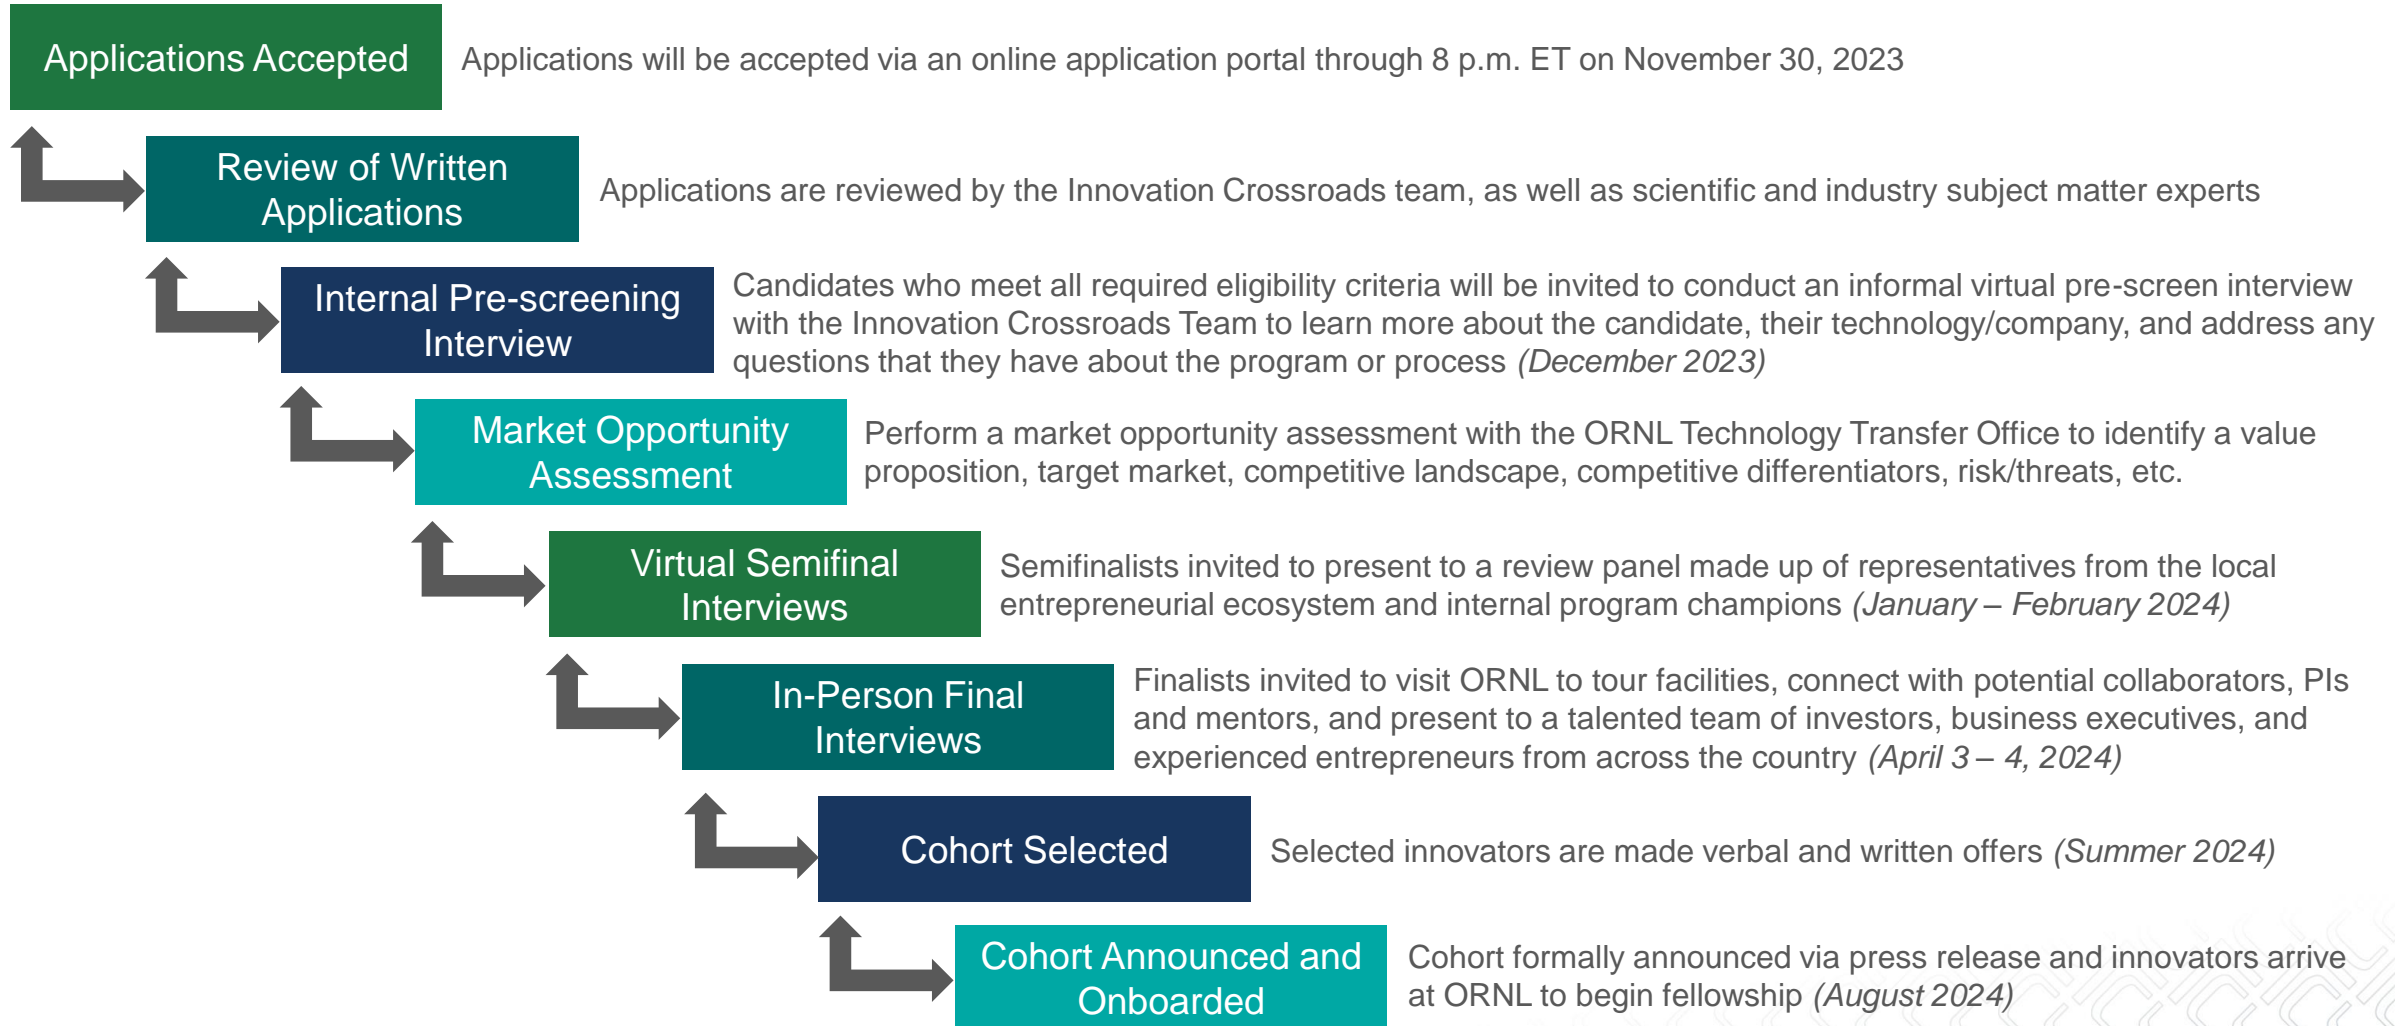 Applications Accepted
Applications will be accepted via an online application portal through 8 p.m. ET on November 30, 2023
Review of Written
Applications
Applications are reviewed by the Innovation Crossroads team, as well as scientific and industry subject matter experts
Internal Pre-screening
Interview
Candidates who meet all required eligibility criteria will be invited to conduct an informal virtual pre-screen interview
with the Innovation Crossroads Team to learn more about the candidate, their technology/company, and address any
questions that they have about the program or process (December 2023)
Market Opportunity
Assessment
Perform a market opportunity assessment with the ORNL Technology Transfer Office to identify a value
proposition, target market, competitive landscape, competitive differentiators, risk/threats, etc.
Virtual Semifinal
Interviews
Semifinalists invited to present to a review panel made up of representatives from the local
entrepreneurial ecosystem and internal program champions (January – February 2024)
In-Person Final
Interviews
Finalists invited to visit ORNL to tour facilities, connect with potential collaborators, PIs
and mentors, and present to a talented team of investors, business executives, and
experienced entrepreneurs from across the country (April 3 – 4, 2024)
Cohort Selected
Selected innovators are made verbal and written offers (Summer 2024)
Cohort Announced and
Onboarded
Cohort formally announced via press release and innovators arrive
at ORNL to begin fellowship (August 2024)